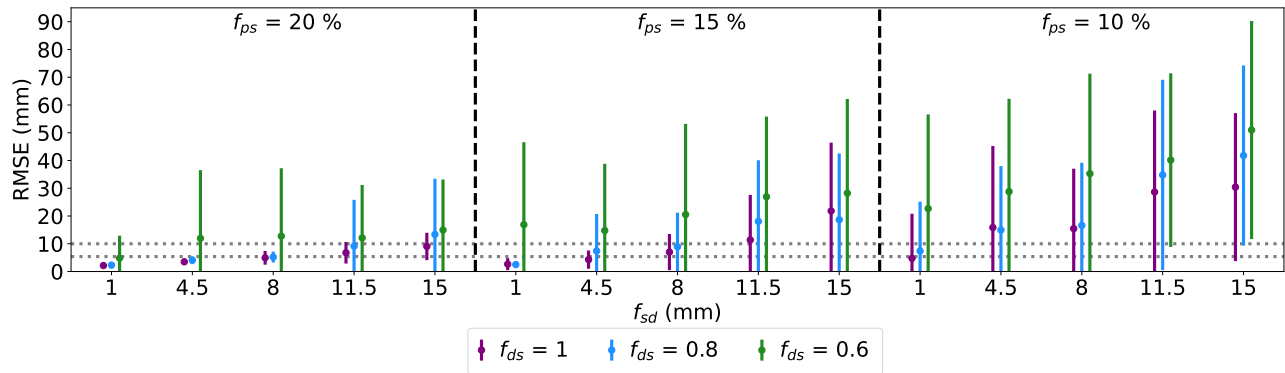 f_ps = 20 %
f_ps = 15 %
f_ps = 10 %
RMSE (mm)
90
80
70
60
50
40
30
20
10
0
1 4.5 8 11.5 15 1 4.5 8 11.5 15 1 4.5 8 11.5 15
f_sd (mm)
f_ds = 1 f_ds = 0.8 f_ds = 0.6